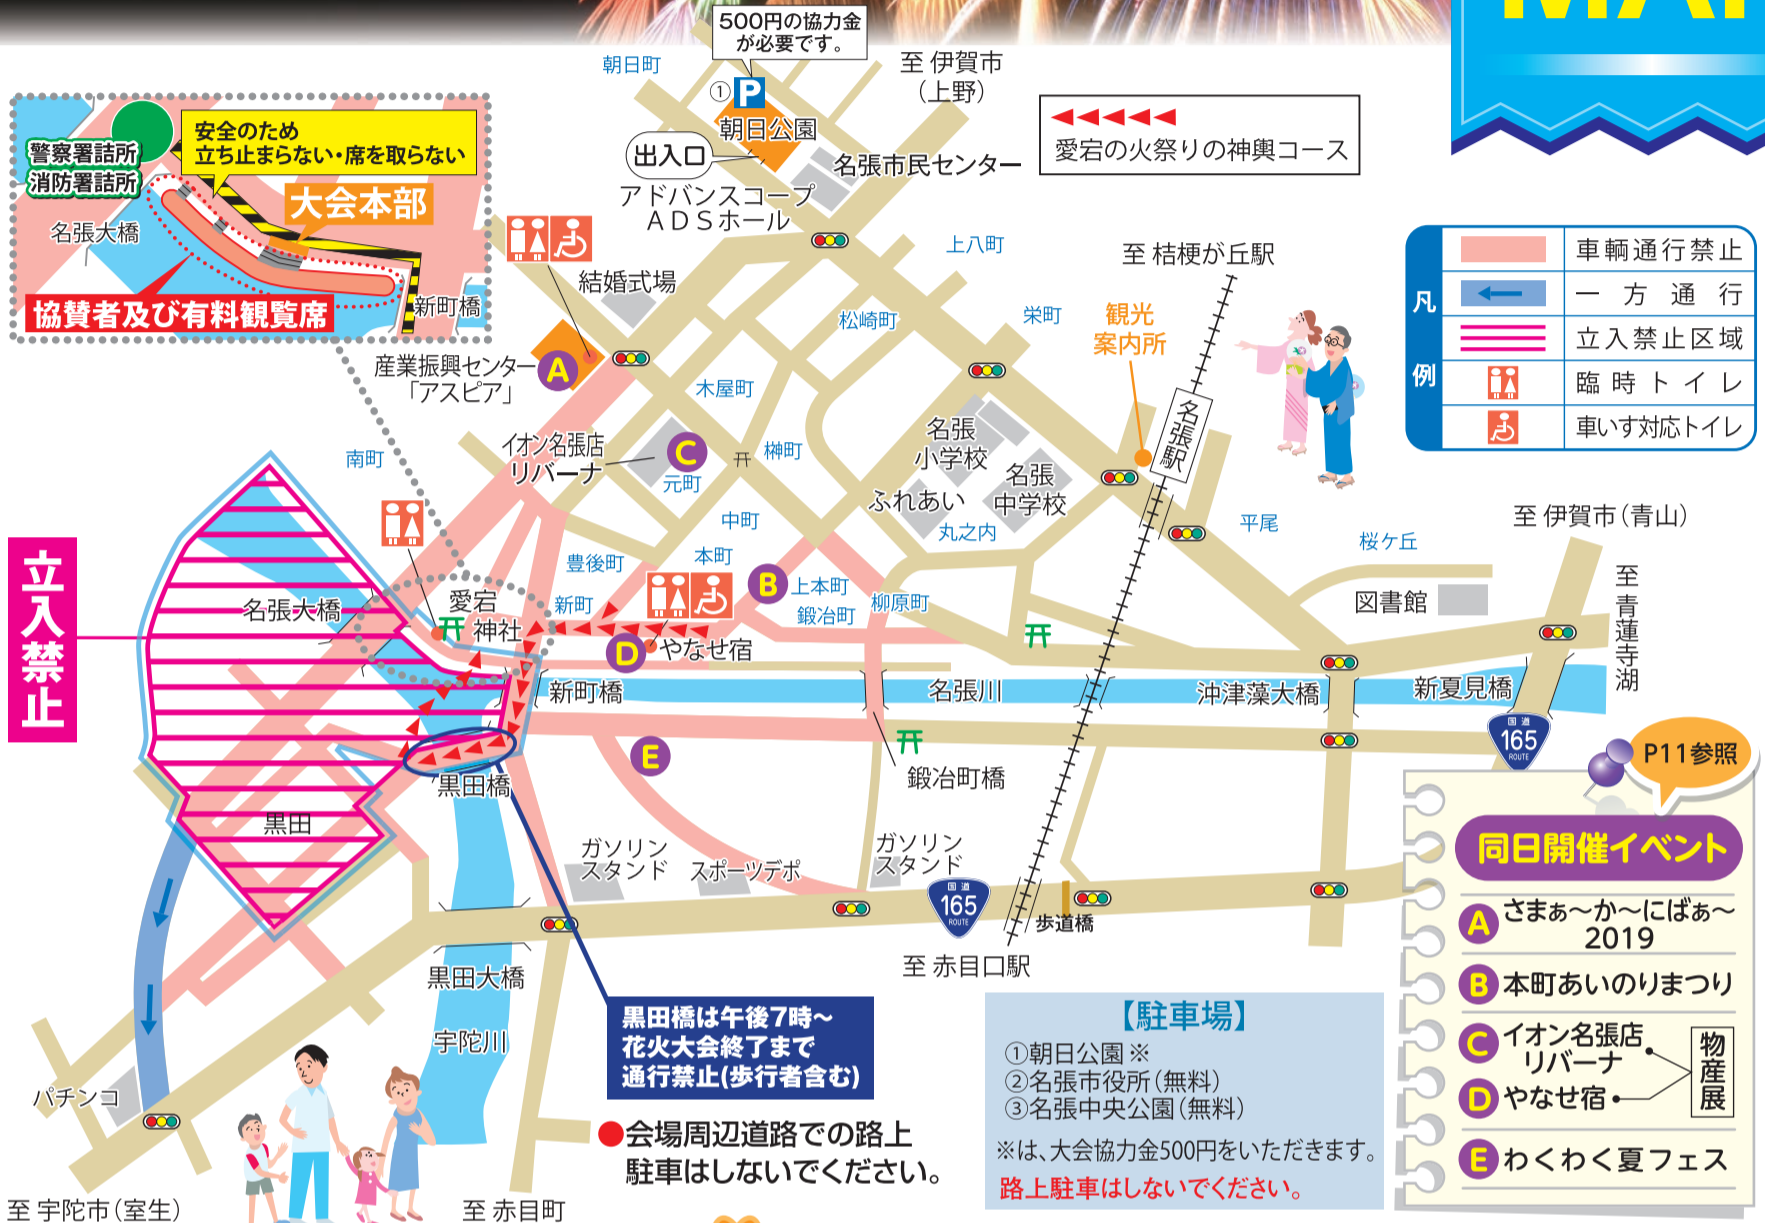 MAP
500円の協力金
が必要です。
朝日町
①P
朝日公園
出入口
アドバンスコープ
ADSホール
至 伊賀市
(上野)
名張市民センター
愛宕の火祭りの神輿コース
安全のため
立ち止まらない・席を取らない
警察署詰所
消防署詰所
大会本部
名張大橋
協賛者及び有料観覧席
新町橋
凡例
車輌通行禁止
一方通行
立入禁止区域
臨時トイレ
車いす対応トイレ
上八町
至 桔梗が丘駅
結婚式場
松崎町
栄町
観光
案内所
産業振興センター
「アスピア」
A
木屋町
名張駅
イオン名張店
リバーナ
C
元町
榊町
名張
小学校
名張
中学校
ふれあい
丸之内
南町
中町
本町
豊後町
新町
B
上本町
鍛冶町
柳原町
平尾
桜ケ丘
至 伊賀市(青山)
図書館
至 青蓮寺湖
立入禁止
名張大橋
愛宕
神社
D
やなせ宿
新町橋
名張川
沖津藻大橋
新夏見橋
国道
165
ROUTE
E
鍛冶町橋
黒田橋
黒田
ガソリン
スタンド
スポーツデポ
ガソリン
スタンド
国道
165
ROUTE
歩道橋
至 赤目口駅
黒田大橋
宇陀川
パチンコ
至 宇陀市(室生)
至 赤目町
黒田橋は午後7時～
花火大会終了まで
通行禁止(歩行者含む)
●会場周辺道路での路上
駐車はしないでください。
【駐車場】
①朝日公園※
②名張市役所(無料)
③名張中央公園(無料)
※は、大会協力金500円をいただきます。
路上駐車はしないでください。
P11参照
同日開催イベント
A さまぁ～か～にばぁ～
2019
B 本町あいのりまつり
C イオン名張店
リバーナ
D やなせ宿
物産展
E わくわく夏フェス